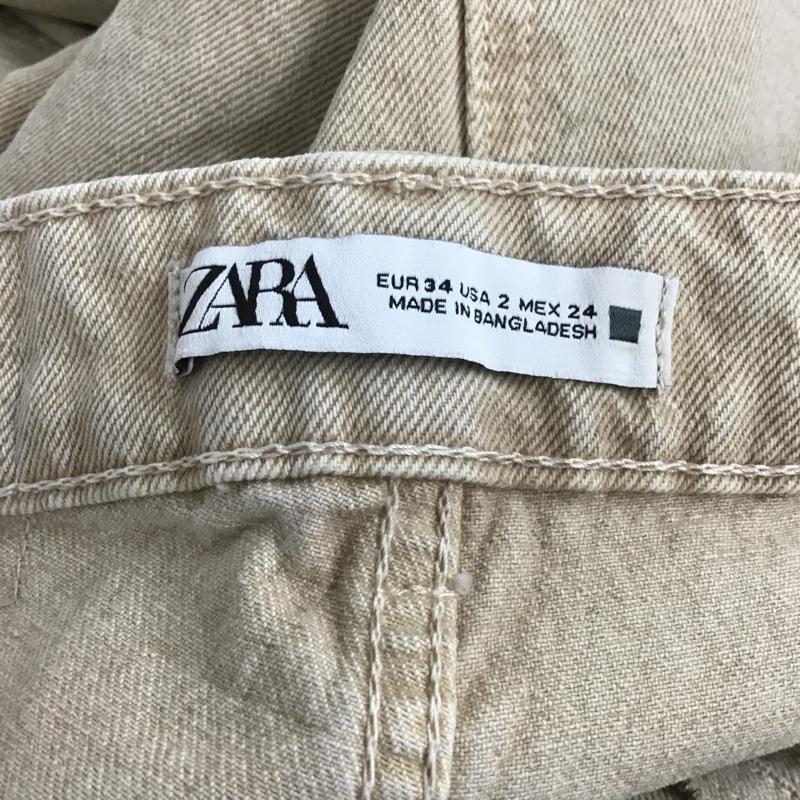 ZARA
EUR 34 USA 2 MEX 24
MADE IN BANGLADESH